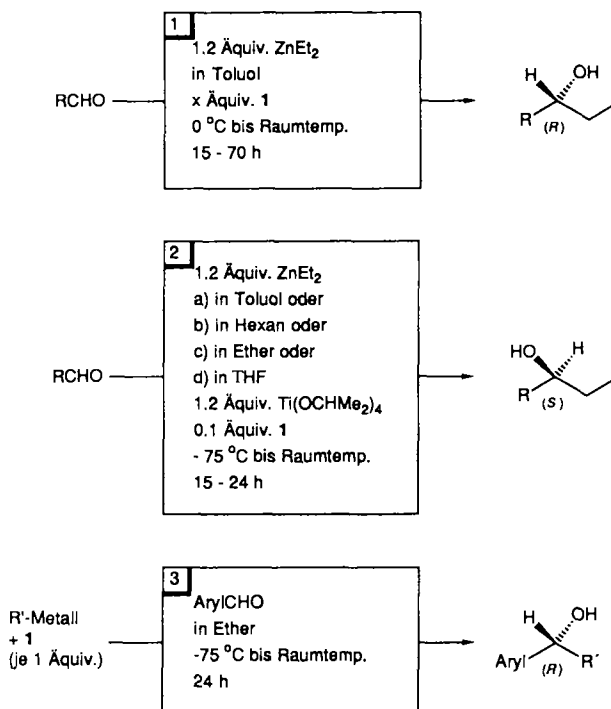 1
1.2 Äquiv. ZnEt2
in Toluol
x Äquiv. 1
0 °C bis Raumtemp.
15 - 70 h
RCHO
H OH
R (R)
2
1.2 Äquiv. ZnEt2
a) in Toluol oder
b) in Hexan oder
c) in Ether oder
d) in THF
1.2 Äquiv. Ti(OCHMe2)4
0.1 Äquiv. 1
- 75 °C bis Raumtemp.
15 - 24 h
RCHO
HO H
R (S)
3
ArylCHO
in Ether
-75 °C bis Raumtemp.
24 h
R'-Metall
+ 1
(je 1 Äquiv.)
H OH
Aryl (R) R'